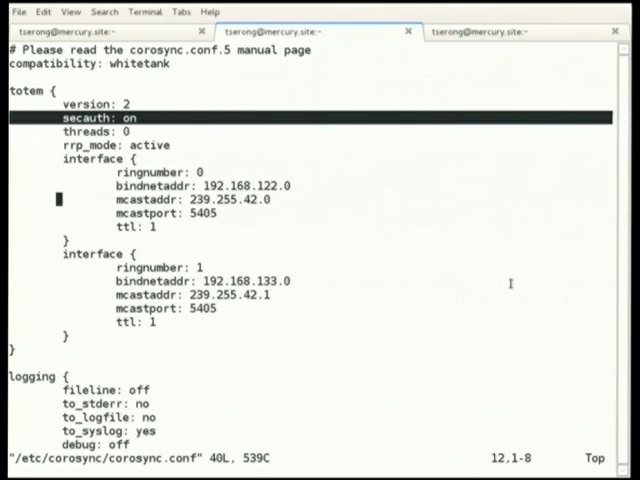 File Edit View Search Terminal Tabs Help
tserong@mercury.site:~ tserong@mercury.site:~ tserong@mercury.site:~
# Please read the corosync.conf.5 manual page
compatibility: whitetank
totem {
version: 2
secauth: on
threads: 0
rrp_mode: active
interface {
ringnumber: 0
bindnetaddr: 192.168.122.0
mcastaddr: 239.255.42.0
mcastport: 5405
ttl: 1
}
interface {
ringnumber: 1
bindnetaddr: 192.168.133.0
mcastaddr: 239.255.42.1
mcastport: 5405
ttl: 1
}
}
logging {
fileline: off
to_stderr: no
to_logfile: no
to_syslog: yes
debug: off
"/etc/corosync/corosync.conf" 40L, 539C 12,1-8 Top